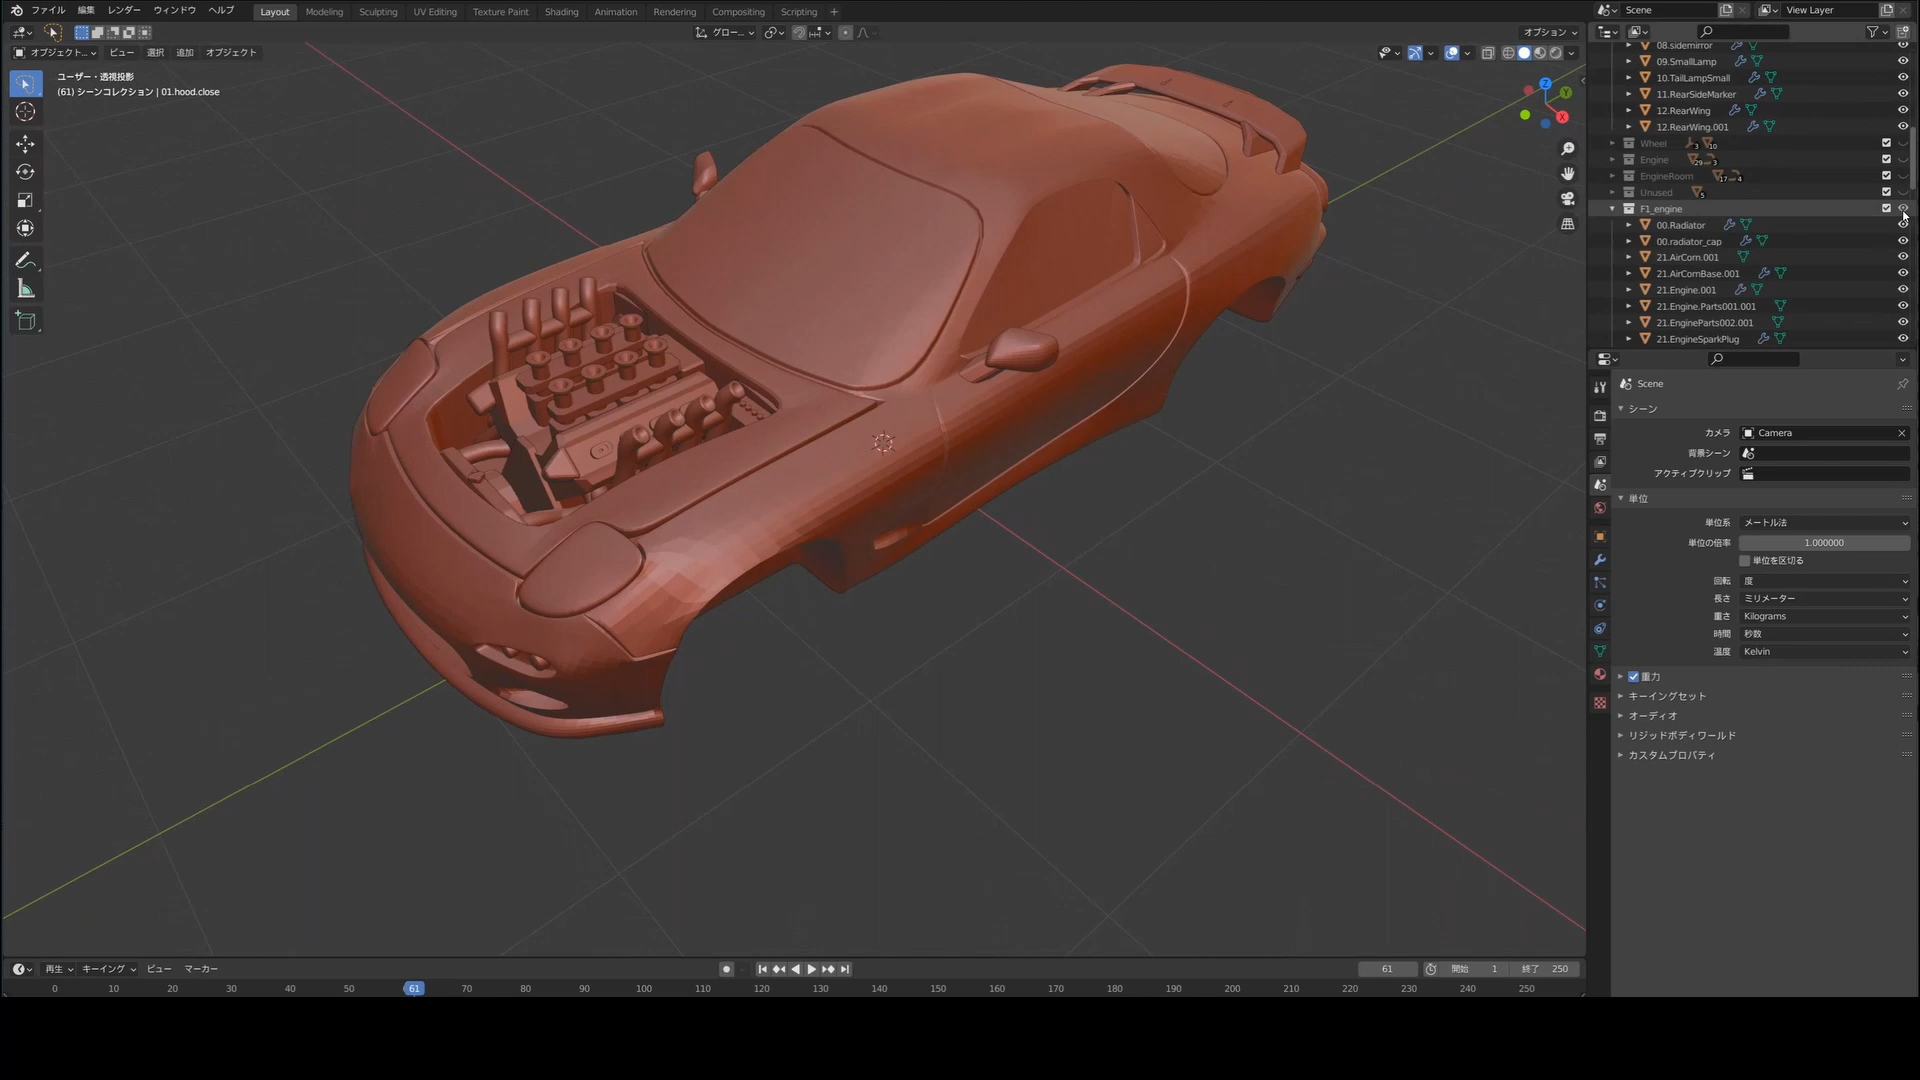 ファイル 編集 レンダー ウィンドウ ヘルプ Layout Modeling Sculpting UV Editing Texture Paint Shading Animation Rendering Compositing Scripting +
Scene View Layer
グロー... オプション
オブジェクト... ビュー 選択 追加 オブジェクト
ユーザー・透視投影
(61) シーンコレクション | 01.hood.close
Z
Y
X
08.sidemirror
09.SmallLamp
10.TailLampSmall
11.RearSideMarker
12.RearWing
12.RearWing.001
Wheel 3 10
Engine 29 3
EngineRoom 17 4
Unused 5
F1_engine
00.Radiator
00.radiator_cap
21.AirCom.001
21.AirComBase.001
21.Engine.001
21.Engine.Parts001.001
21.EngineParts002.001
21.EngineSparkPlug
Scene
シーン
カメラ Camera
背景シーン
アクティブクリップ
単位
単位系 メートル法
単位の倍率 1.000000
単位を区切る
回転 度
長さ ミリメーター
重さ Kilograms
時間 秒数
温度 Kelvin
重力
キーイングセット
オーディオ
リジッドボディワールド
カスタムプロパティ
再生 キーイング ビュー マーカー 61 開始 1 終了 250
0 10 20 30 40 50 61 70 80 90 100 110 120 130 140 150 160 170 180 190 200 210 220 230 240 250